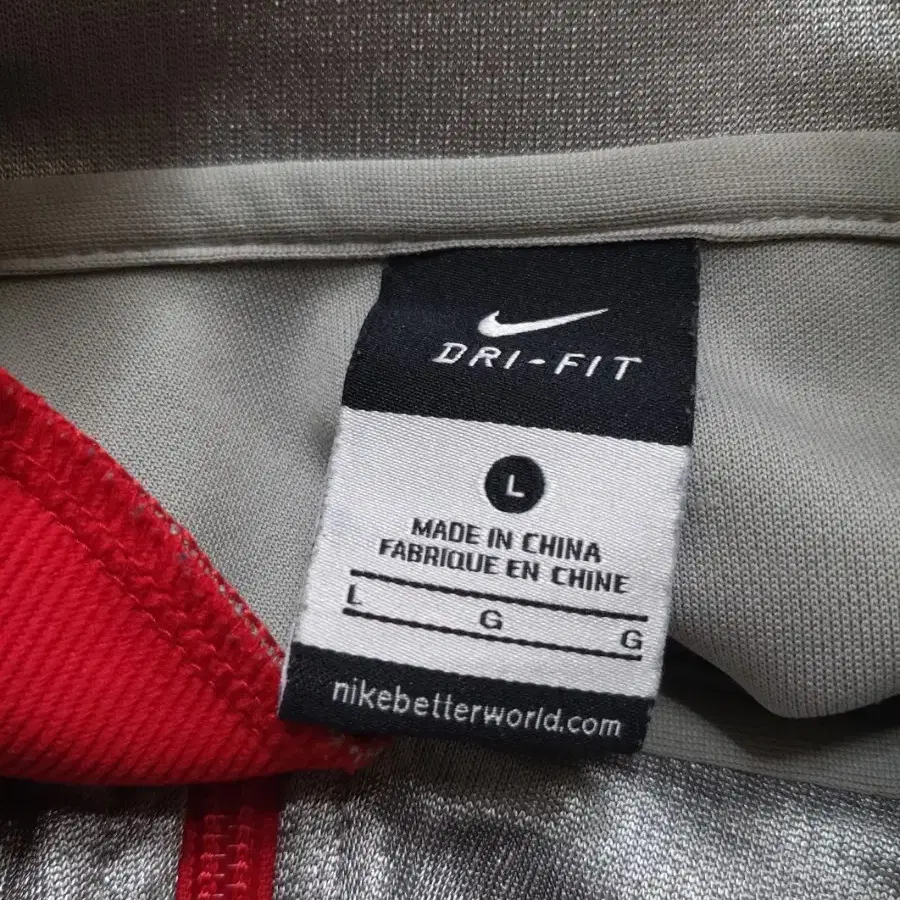 DRI-FIT
L
MADE IN CHINA
FABRIQUE EN CHINE
L G G
nikebetterworld.com